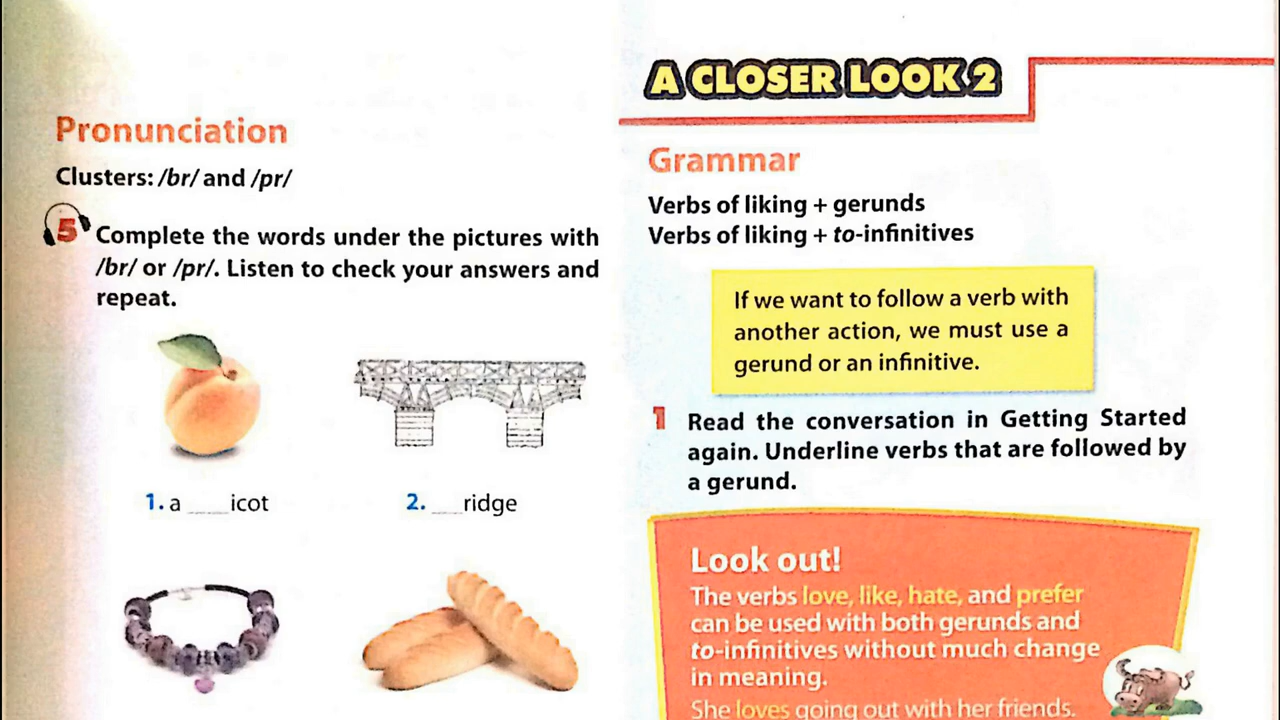 Pronunciation
Clusters: /br/ and /pr/
5 Complete the words under the pictures with
/br/ or /pr/. Listen to check your answers and
repeat.
1. a ____icot
2. ___ridge
A CLOSER LOOK 2
Grammar
Verbs of liking + gerunds
Verbs of liking + to-infinitives
If we want to follow a verb with
another action, we must use a
gerund or an infinitive.
1 Read the conversation in Getting Started
again. Underline verbs that are followed by
a gerund.
Look out!
The verbs love, like, hate, and prefer
can be used with both gerunds and
to-infinitives without much change
in meaning.
She loves going out with her friends.